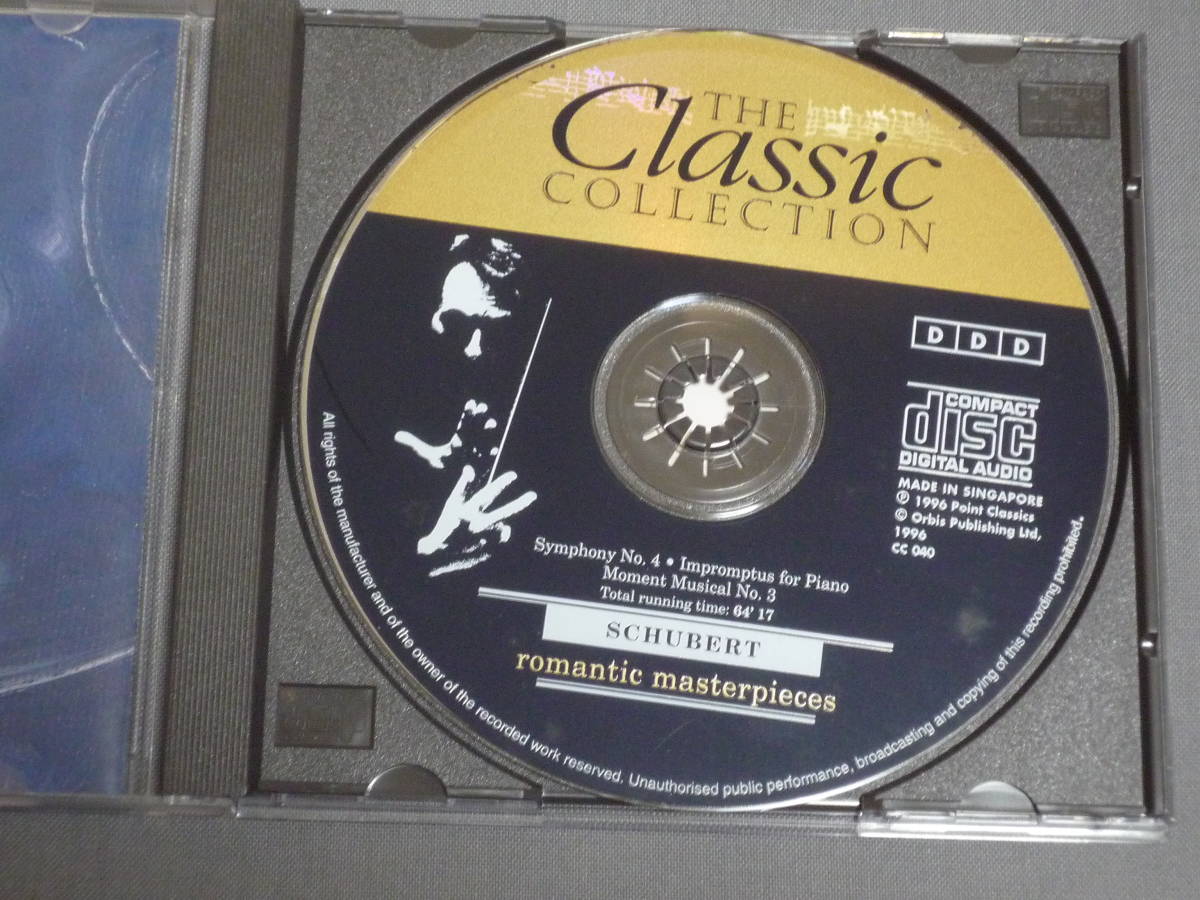 THE
Classic
COLLECTION
D D D
COMPACT
disc
DIGITAL AUDIO
MADE IN SINGAPORE
℗ 1996 Point Classics
© Orbis Publishing Ltd,
1996
CC 040
Symphony No. 4 • Impromptus for Piano
Moment Musical No. 3
Total running time: 64' 17
SCHUBERT
romantic masterpieces
All rights of the manufacturer and of the owner of the recorded work reserved. Unauthorised public performance, broadcasting and copying of this recording prohibited.